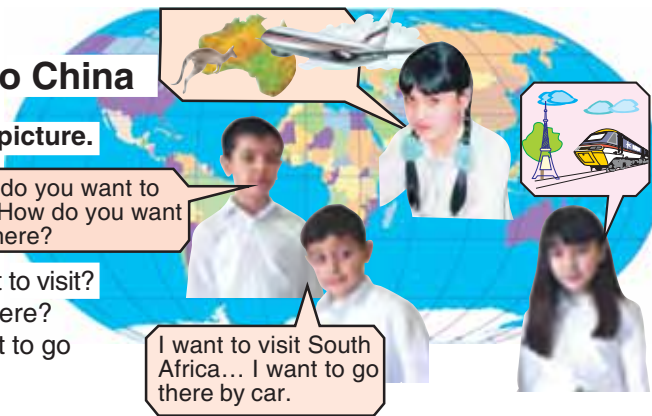 o China
picture.
do you want to
How do you want
here?
t to visit?
ere?
t to go
I want to visit South
Africa… I want to go
there by car.